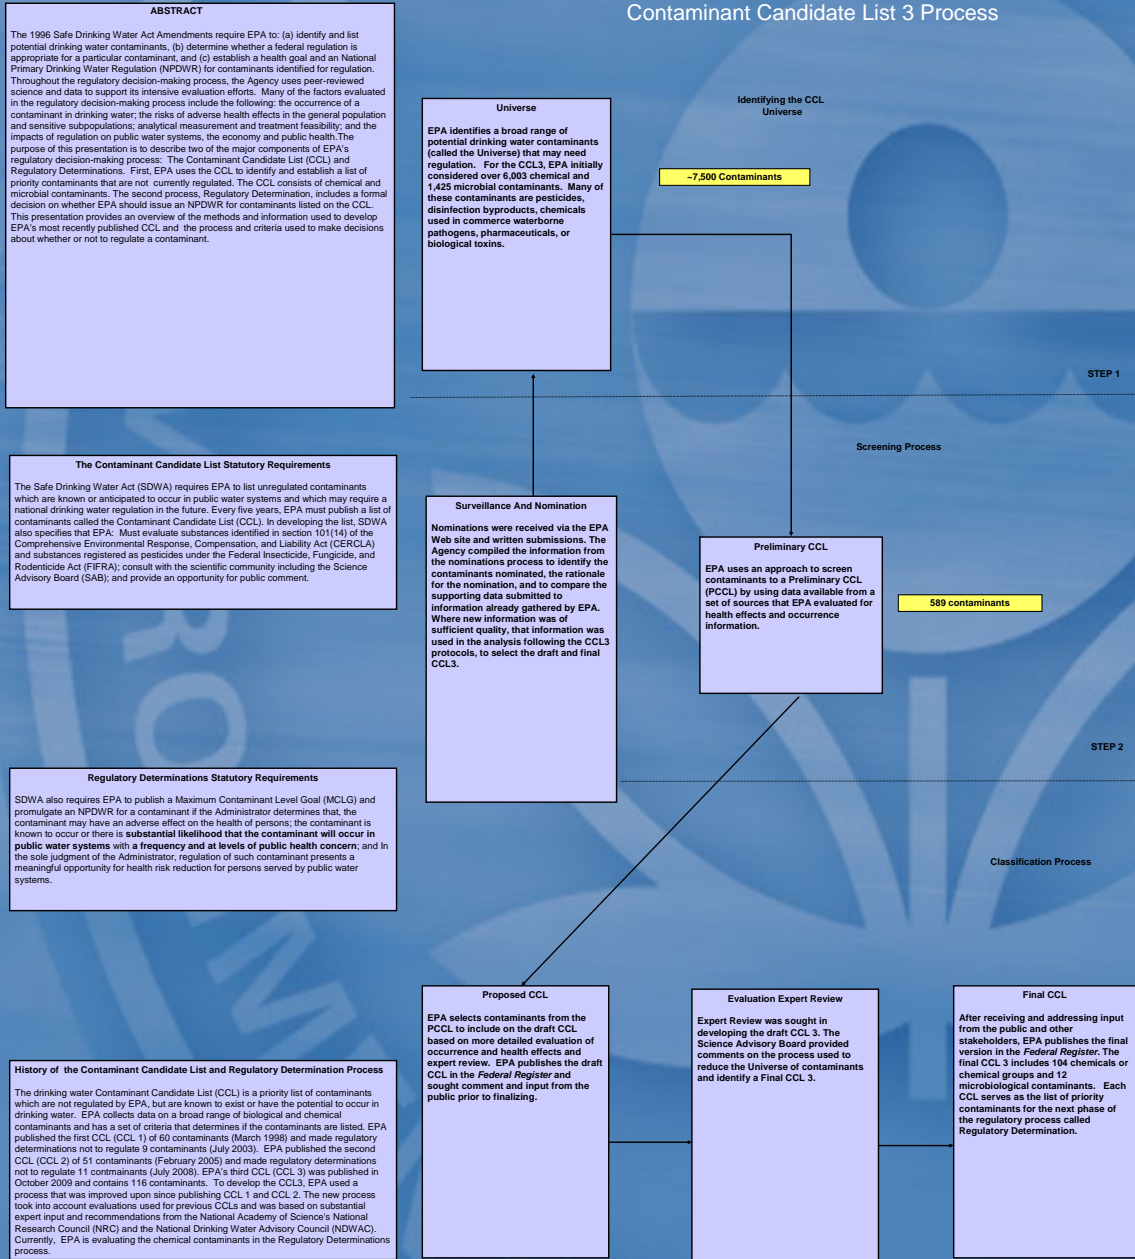 Contaminant Candidate List 3 Process
ABSTRACT
The 1996 Safe Drinking Water Act Amendments require EPA to: (a) identify and list
potential drinking water contaminants, (b) determine whether a federal regulation is
appropriate for a particular contaminant, and (c) establish a health goal and an National
Primary Drinking Water Regulation (NPDWR) for contaminants identified for regulation.
Throughout the regulatory decision-making process, the Agency uses peer-reviewed
science and data to support its intensive evaluation efforts. Many of the factors evaluated
in the regulatory decision-making process include the following: the occurrence of a
contaminant in drinking water; the risks of adverse health effects in the general population
and sensitive subpopulations; analytical measurement and treatment feasibility; and the
impacts of regulation on public water systems, the economy and public health.The
purpose of this presentation is to describe two of the major components of EPA's
regulatory decision-making process: The Contaminant Candidate List (CCL) and
Regulatory Determinations. First, EPA uses the CCL to identify and establish a list of
priority contaminants that are not currently regulated. The CCL consists of chemical and
microbial contaminants. The second process, Regulatory Determination, includes a formal
decision on whether EPA should issue an NPDWR for contaminants listed on the CCL.
This presentation provides an overview of the methods and information used to develop
EPA's most recently published CCL and the process and criteria used to make decisions
about whether or not to regulate a contaminant.
The Contaminant Candidate List Statutory Requirements
The Safe Drinking Water Act (SDWA) requires EPA to list unregulated contaminants
which are known or anticipated to occur in public water systems and which may require a
national drinking water regulation in the future. Every five years, EPA must publish a list of
contaminants called the Contaminant Candidate List (CCL). In developing the list, SDWA
also specifies that EPA: Must evaluate substances identified in section 101(14) of the
Comprehensive Environmental Response, Compensation, and Liability Act (CERCLA)
and substances registered as pesticides under the Federal Insecticide, Fungicide, and
Rodenticide Act (FIFRA); consult with the scientific community including the Science
Advisory Board (SAB); and provide an opportunity for public comment.
Regulatory Determinations Statutory Requirements
SDWA also requires EPA to publish a Maximum Contaminant Level Goal (MCLG) and
promulgate an NPDWR for a contaminant if the Administrator determines that, the
contaminant may have an adverse effect on the health of persons; the contaminant is
known to occur or there is substantial likelihood that the contaminant will occur in
public water systems with a frequency and at levels of public health concern; and In
the sole judgment of the Administrator, regulation of such contaminant presents a
meaningful opportunity for health risk reduction for persons served by public water
systems.
History of the Contaminant Candidate List and Regulatory Determination Process
The drinking water Contaminant Candidate List (CCL) is a priority list of contaminants
which are not regulated by EPA, but are known to exist or have the potential to occur in
drinking water. EPA collects data on a broad range of biological and chemical
contaminants and has a set of criteria that determines if the contaminants are listed. EPA
published the first CCL (CCL 1) of 60 contaminants (March 1998) and made regulatory
determinations not to regulate 9 contaminants (July 2003). EPA published the second
CCL (CCL 2) of 51 contaminants (February 2005) and made regulatory determinations
not to regulate 11 contmainants (July 2008). EPA's third CCL (CCL 3) was published in
October 2009 and contains 116 contaminants. To develop the CCL3, EPA used a
process that was improved upon since publishing CCL 1 and CCL 2. The new process
took into account evaluations used for previous CCLs and was based on substantial
expert input and recommendations from the National Academy of Science's National
Research Council (NRC) and the National Drinking Water Advisory Council (NDWAC).
Currently, EPA is evaluating the chemical contaminants in the Regulatory Determinations
process.
Universe
EPA identifies a broad range of
potential drinking water contaminants
(called the Universe) that may need
regulation. For the CCL3, EPA initially
considered over 6,003 chemical and
1,425 microbial contaminants. Many of
these contaminants are pesticides,
disinfection byproducts, chemicals
used in commerce waterborne
pathogens, pharmaceuticals, or
biological toxins.
Identifying the CCL
Universe
~7,500 Contaminants
STEP 1
Screening Process
Surveillance And Nomination
Nominations were received via the EPA
Web site and written submissions. The
Agency compiled the information from
the nominations process to identify the
contaminants nominated, the rationale
for the nomination, and to compare the
supporting data submitted to
information already gathered by EPA.
Where new information was of
sufficient quality, that information was
used in the analysis following the CCL3
protocols, to select the draft and final
CCL3.
Preliminary CCL
EPA uses an approach to screen
contaminants to a Preliminary CCL
(PCCL) by using data available from a
set of sources that EPA evaluated for
health effects and occurrence
information.
589 contaminants
STEP 2
Classification Process
Proposed CCL
EPA selects contaminants from the
PCCL to include on the draft CCL
based on more detailed evaluation of
occurrence and health effects and
expert review. EPA publishes the draft
CCL in the Federal Register and
sought comment and input from the
public prior to finalizing.
Evaluation Expert Review
Expert Review was sought in
developing the draft CCL 3. The
Science Advisory Board provided
comments on the process used to
reduce the Universe of contaminants
and identify a Final CCL 3.
Final CCL
After receiving and addressing input
from the public and other
stakeholders, EPA publishes the final
version in the Federal Register. The
final CCL 3 includes 104 chemicals or
chemical groups and 12
microbiological contaminants. Each
CCL serves as the list of priority
contaminants for the next phase of
the regulatory process called
Regulatory Determination.